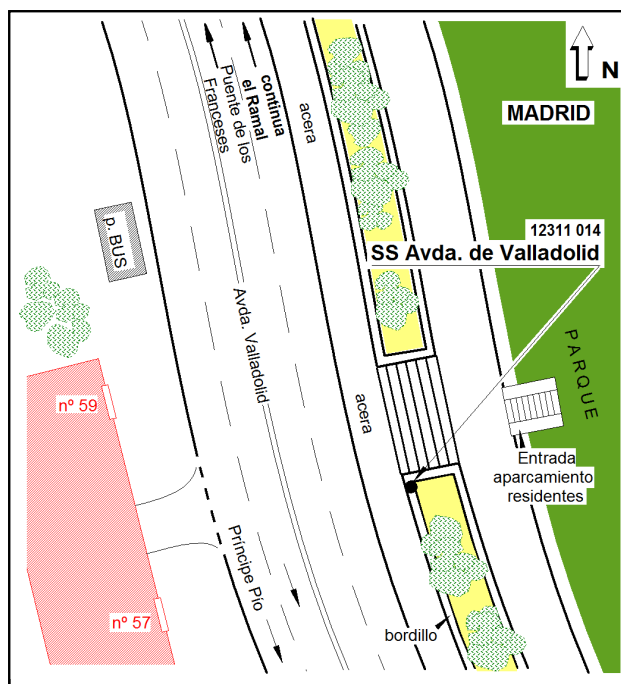 N
MADRID
12311 014
SS Avda. de Valladolid
continua
el Ramal
Puente de los
Franceses
acera
p. BUS
Avda. Valladolid
nº 59
acera
PARQUE
Entrada
aparcamiento
residentes
Príncipe Pío
nº 57
bordillo